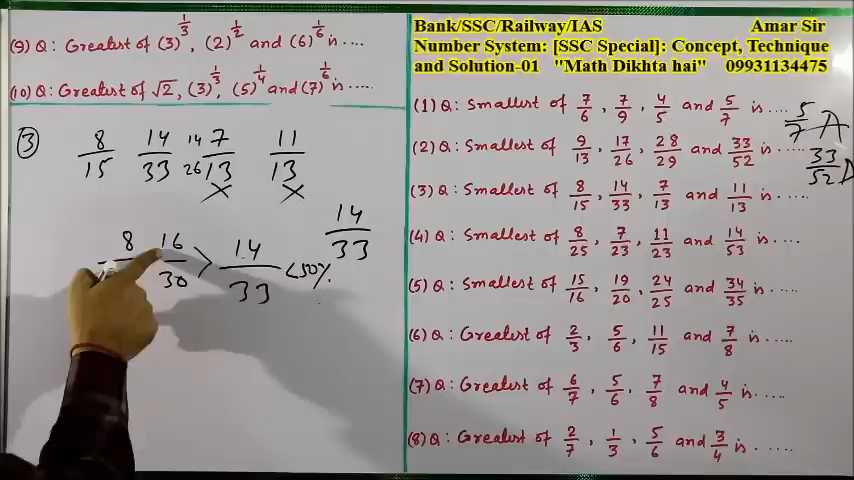 (9) Q: Greatest of (3)^1/3, (2)^1/2 and (6)^1/6 is ....
(10) Q: Greatest of √2, (3)^1/3, (5)^1/4 and (7)^1/6 is ....
(3) 8/15 14/33 14/26 7/13 11/13
14/33
8 16/30 > 14/33 <50%
Bank/SSC/Railway/IAS Amar Sir
Number System: [SSC Special]: Concept, Technique
and Solution-01 "Math Dikhta hai" 09931134475
(1) Q: Smallest of 7/6, 7/9, 4/5 and 5/7 is .... 5/7 A
(2) Q: Smallest of 9/13, 17/26, 28/29 and 33/52 is ..... 33/52 D
(3) Q: Smallest of 8/15, 14/33, 7/13 and 11/13 is .....
(4) Q: Smallest of 8/25, 7/23, 11/23 and 14/53 is .....
(5) Q: Smallest of 15/16, 19/20, 24/25 and 34/35 is .....
(6) Q: Greatest of 2/3, 5/6, 11/15 and 7/8 is .....
(7) Q: Greatest of 6/7, 5/6, 7/8 and 4/5 is .....
(8) Q: Greatest of 2/7, 1/3, 5/6 and 3/4 is ......